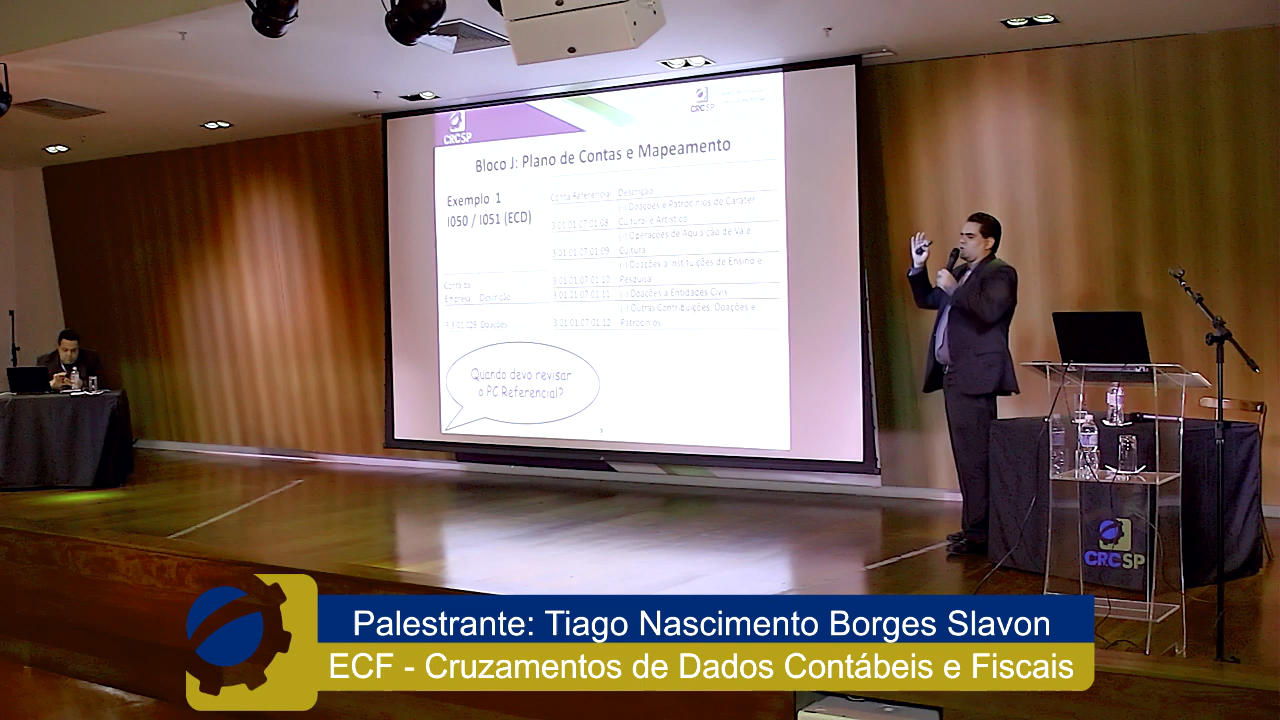 CRCSP
CRCSP
Bloco J: Plano de Contas e Mapeamento
Exemplo 1
I050 / I051 (ECD)
Conta Referencial Descrição
(-) Doações e Patrocínios de Caráter
3.01.01.07.01.08 Cultural e Artístico
(-) Operações de Aquisição de Vale
3.01.01.07.01.09 Cultura
(-) Doações a Instituições de Ensino e
3.01.01.07.01.10 Pesquisa
3.01.01.07.01.11 (-) Doações a Entidades Civis
(-) Outras Contribuições, Doações e
3.01.01.07.01.12 Patrocínios
Conta da
Empresa Descrição
Doações
Quando devo revisar
o PC Referencial?
CRCSP
Palestrante: Tiago Nascimento Borges Slavon
ECF - Cruzamentos de Dados Contábeis e Fiscais